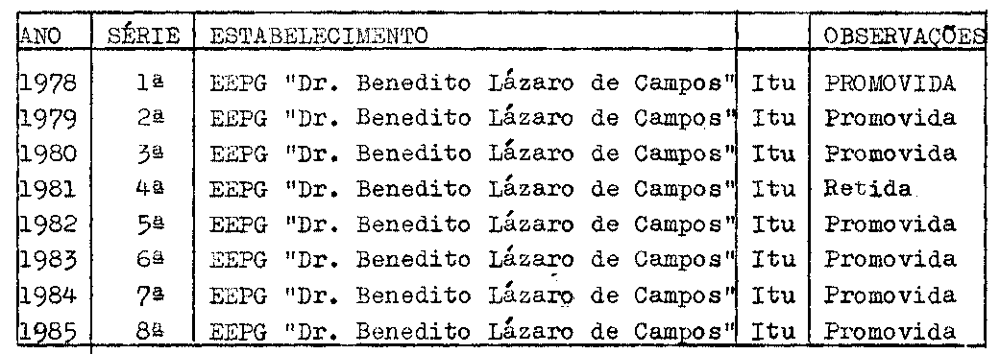 ANO SÉRIE ESTABELECIMENTO OBSERVAÇÕES
1978 1ª EEPG "Dr. Benedito Lázaro de Campos" Itu PROMOVIDA
1979 2ª EEPG "Dr. Benedito Lázaro de Campos" Itu Promovida
1980 3ª EEPG "Dr. Benedito Lázaro de Campos" Itu Promovida
1981 4ª EEPG "Dr. Benedito Lázaro de Campos" Itu Retida
1982 5ª EEPG "Dr. Benedito Lázaro de Campos" Itu Promovida
1983 6ª EEPG "Dr. Benedito Lázaro de Campos" Itu Promovida
1984 7ª EEPG "Dr. Benedito Lázaro de Campos" Itu Promovida
1985 8ª EEPG "Dr. Benedito Lázaro de Campos" Itu Promovida